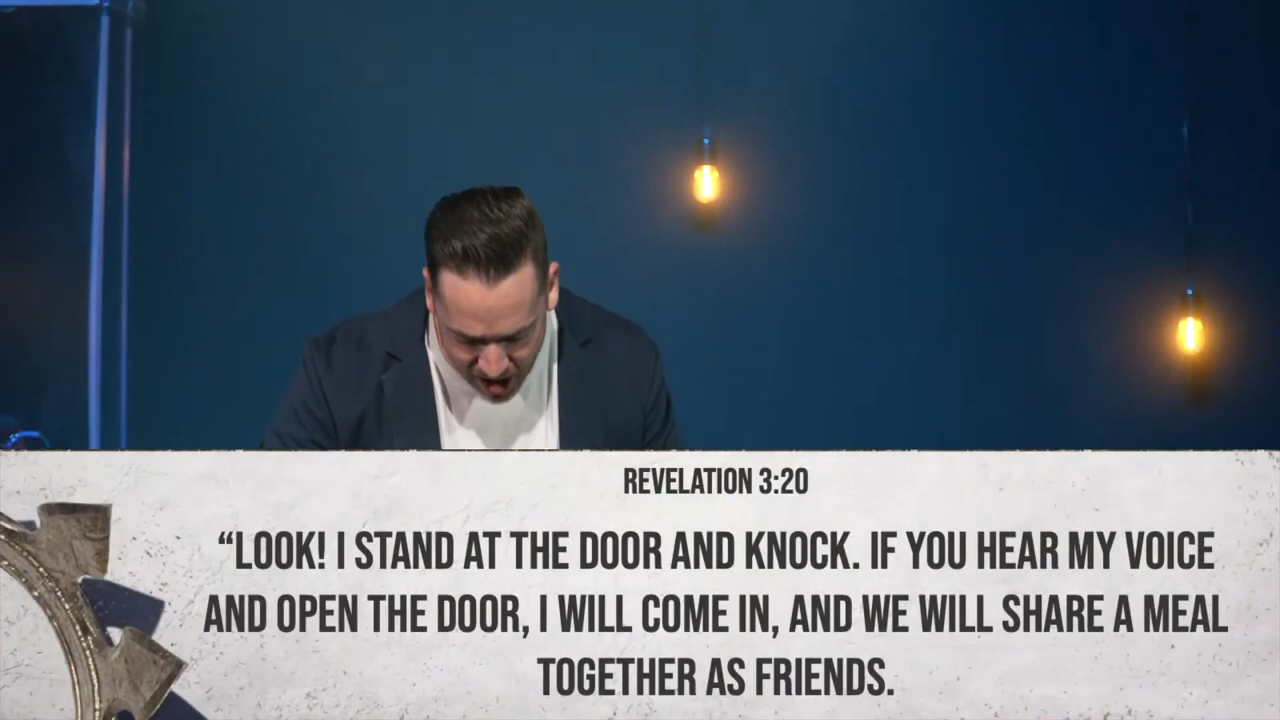 REVELATION 3:20
“LOOK! I STAND AT THE DOOR AND KNOCK. IF YOU HEAR MY VOICE
AND OPEN THE DOOR, I WILL COME IN, AND WE WILL SHARE A MEAL
TOGETHER AS FRIENDS.